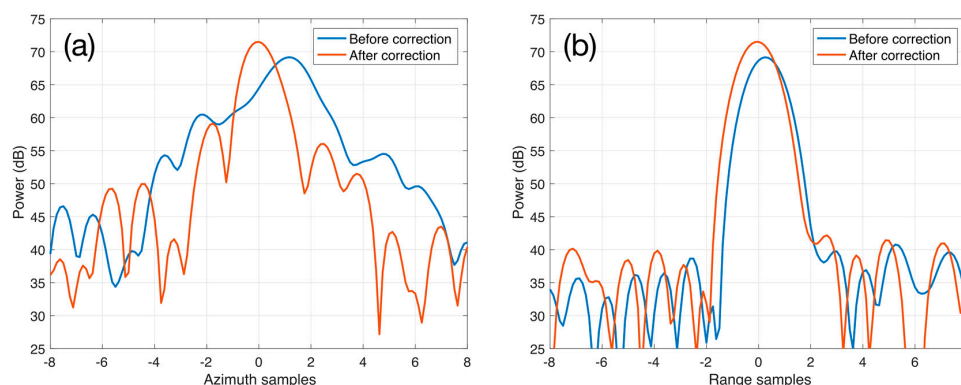 (a)
Before correction
After correction
Power (dB)
75
70
65
60
55
50
45
40
35
30
25
-8 -6 -4 -2 0 2 4 6 8
Azimuth samples
(b)
Before correction
After correction
Power (dB)
75
70
65
60
55
50
45
40
35
30
25
-8 -6 -4 -2 0 2 4 6
Range samples